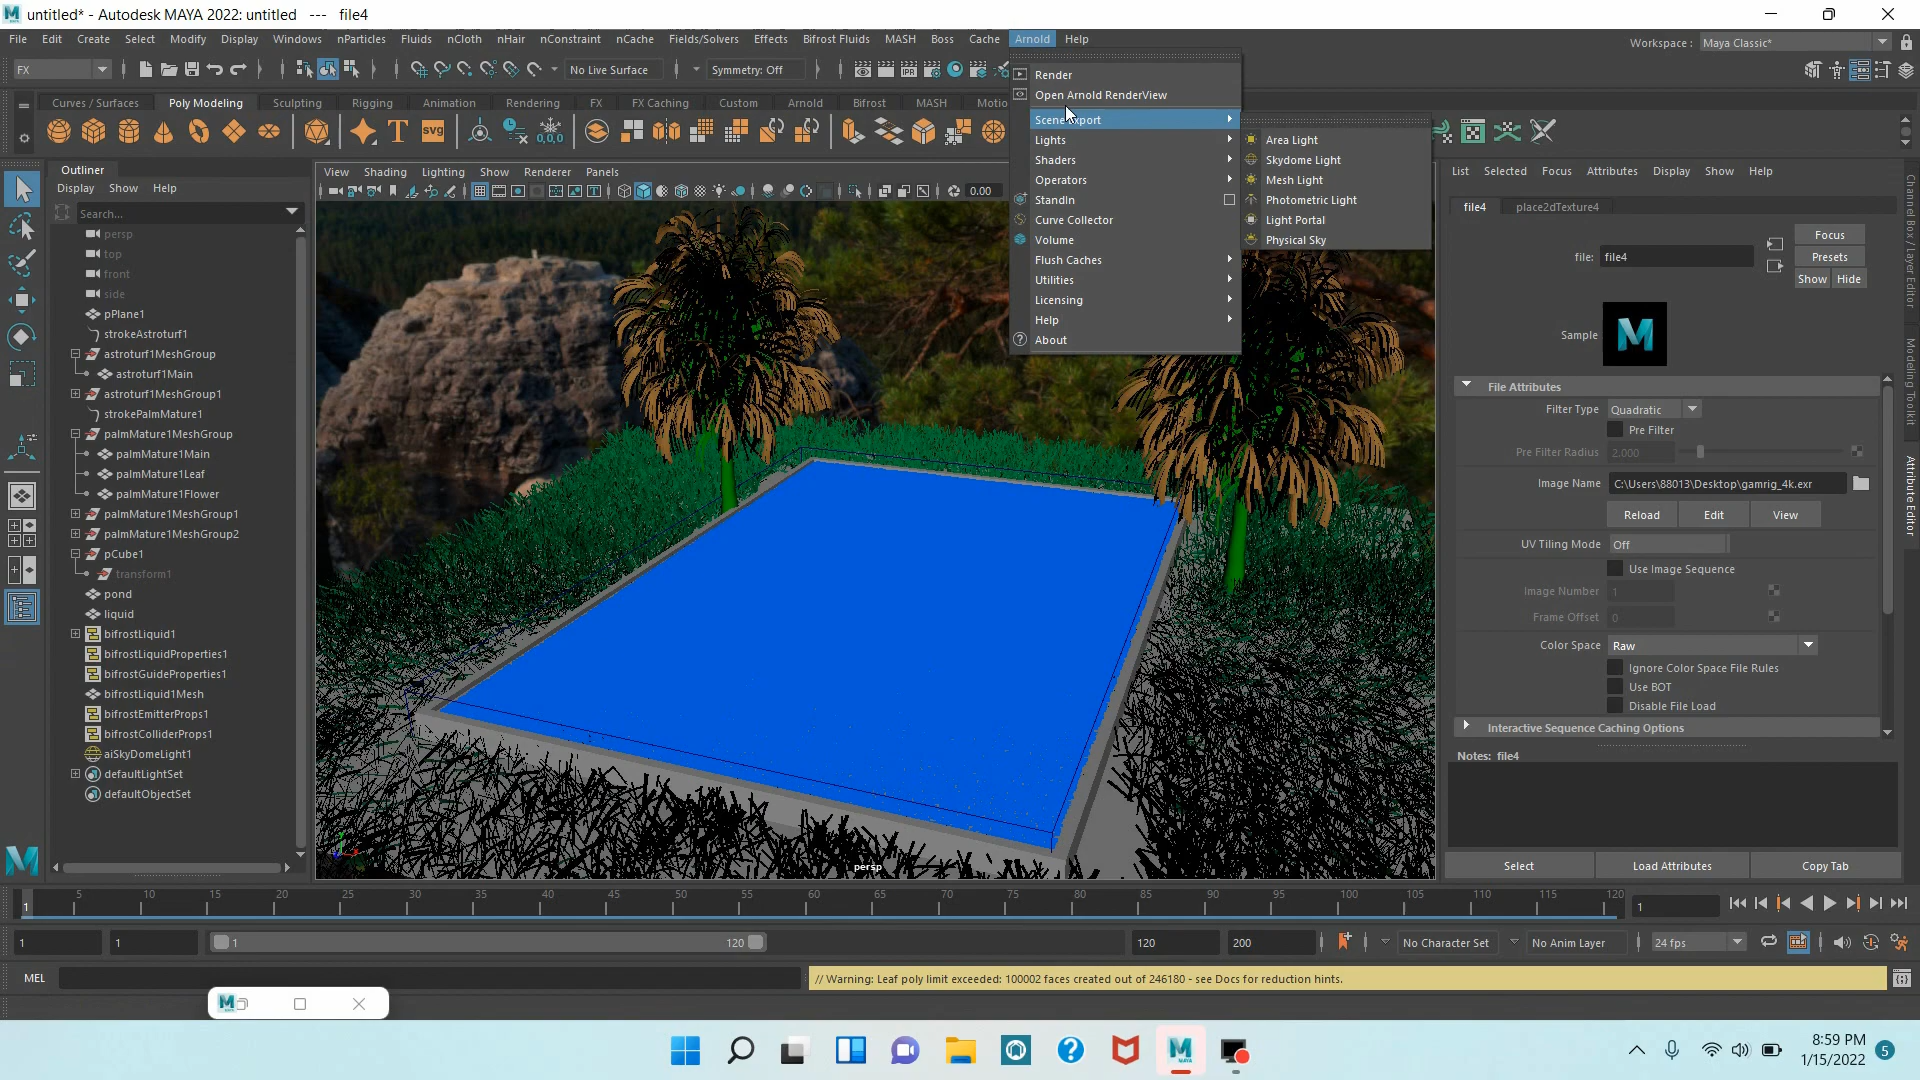 untitled* - Autodesk MAYA 2022: untitled --- file4
File Edit Create Select Modify Display Windows nParticles Fluids nCloth nHair nConstraint nCache Fields/Solvers Effects Bifrost Fluids MASH Boss Cache Arnold Help
Workspace : Maya Classic*
FX
No Live Surface
Symmetry: Off
Curves / Surfaces Poly Modeling Sculpting Rigging Animation Rendering FX FX Caching Custom Arnold Bifrost MASH Motio
Render
Open Arnold RenderView
Scene Export
Lights
Shaders
Operators
StandIn
Curve Collector
Volume
Flush Caches
Utilities
Licensing
Help
About
Area Light
Skydome Light
Mesh Light
Photometric Light
Light Portal
Physical Sky
Outliner
Display Show Help
Search...
persp
top
front
side
pPlane1
strokeAstroturf1
astroturf1MeshGroup
astroturf1Main
astroturf1MeshGroup1
strokePalmMature1
palmMature1MeshGroup
palmMature1Main
palmMature1Leaf
palmMature1Flower
palmMature1MeshGroup1
palmMature1MeshGroup2
pCube1
transform1
pond
liquid
bifrostLiquid1
bifrostLiquidProperties1
bifrostGuideProperties1
bifrostLiquid1Mesh
bifrostEmitterProps1
bifrostColliderProps1
aiSkyDomeLight1
defaultLightSet
defaultObjectSet
View Shading Lighting Show Renderer Panels
0.00
persp
List Selected Focus Attributes Display Show Help
file4 place2dTexture4
file: file4
Focus
Presets
Show Hide
Sample
File Attributes
Filter Type Quadratic
Pre Filter
Pre Filter Radius 2.000
Image Name C:\Users\88013\Desktop\gamrig_4k.exr
Reload Edit View
UV Tiling Mode Off
Use Image Sequence
Image Number 1
Frame Offset 0
Color Space Raw
Ignore Color Space File Rules
Use BOT
Disable File Load
Interactive Sequence Caching Options
Notes: file4
Select Load Attributes Copy Tab
Channel Box / Layer Editor
Modeling Toolkit
Attribute Editor
1 5 10 15 20 25 30 35 40 45 50 55 60 65 70 75 80 85 90 95 100 105 110 115 120
1
1 1 1 120 120 200 No Character Set No Anim Layer 24 fps
MEL
// Warning: Leaf poly limit exceeded: 100002 faces created out of 246180 - see Docs for reduction hints.
8:59 PM
1/15/2022
5